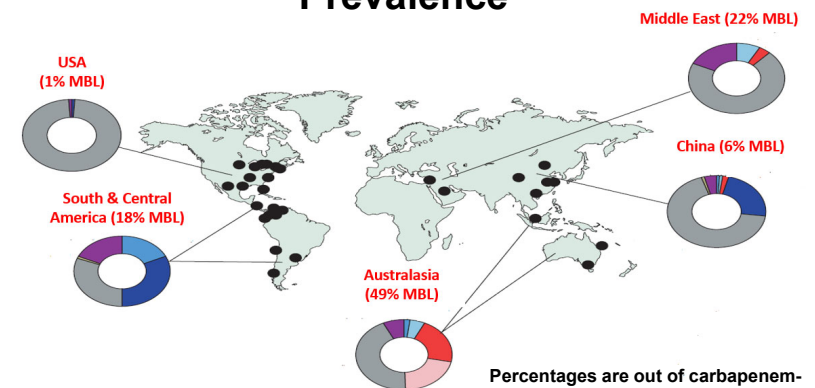 Prevalence
Middle East (22% MBL)
USA
(1% MBL)
China (6% MBL)
South & Central
America (18% MBL)
Australasia
(49% MBL)
Percentages are out of carbapenem-